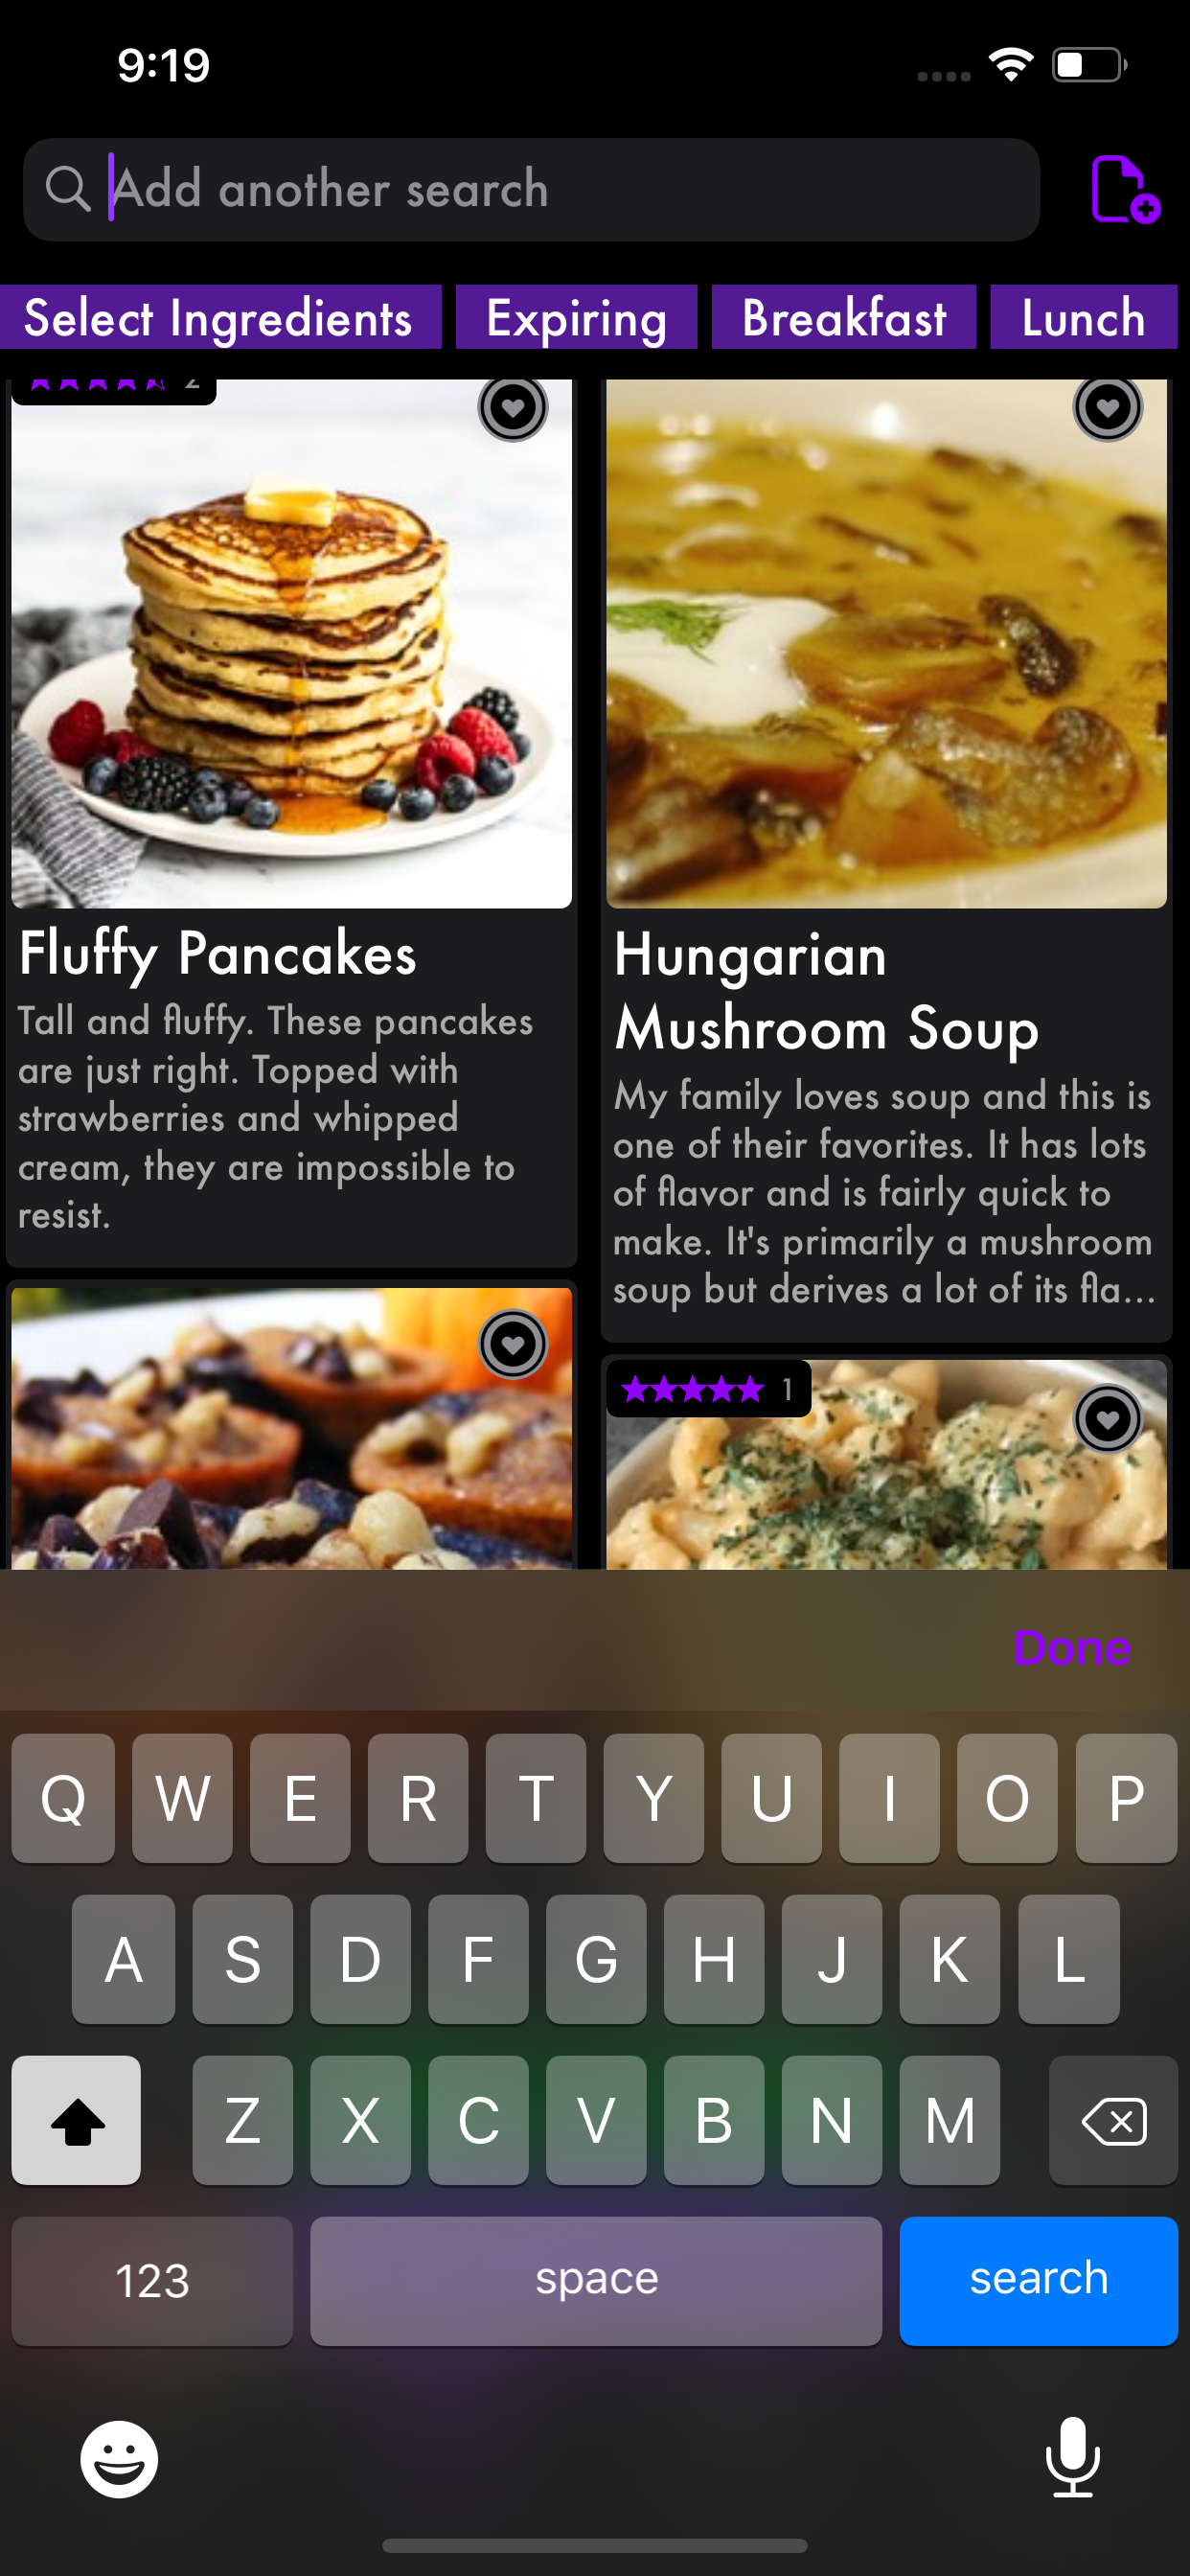 9:19
Add another search
Select Ingredients
Expiring
Breakfast
Lunch
2
Fluffy Pancakes
Tall and fluffy. These pancakes
are just right. Topped with
strawberries and whipped
cream, they are impossible to
resist.
Hungarian
Mushroom Soup
My family loves soup and this is
one of their favorites. It has lots
of flavor and is fairly quick to
make. It's primarily a mushroom
soup but derives a lot of its fla...
1
Done
Q W E R T Y U I O P
A S D F G H J K L
Z X C V B N M
123 space search